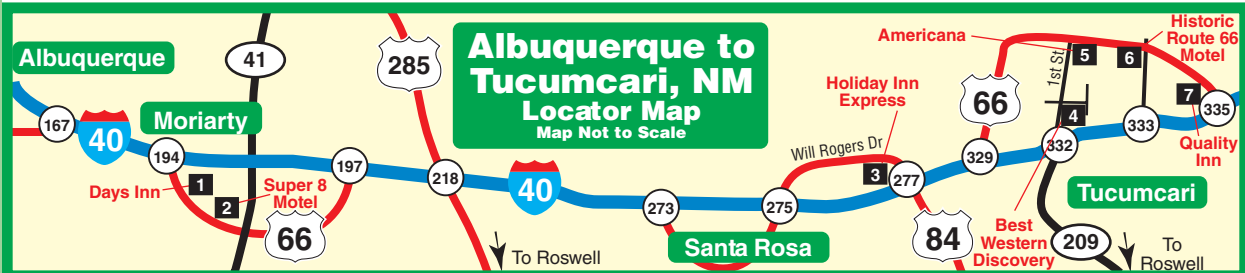 Albuquerque to
Tucumcari, NM
Locator Map
Map Not to Scale
Albuquerque
167
40
Moriarty
194
Days Inn
1
2
Super 8
Motel
66
41
197
285
218
To Roswell
40
273
Santa Rosa
275
Will Rogers Dr
Holiday Inn
Express
3
277
84
329
66
Americana
1st St
5
6
Historic
Route 66
Motel
4
332
333
7
335
Quality
Inn
Tucumcari
Best
Western
Discovery
209
To
Roswell